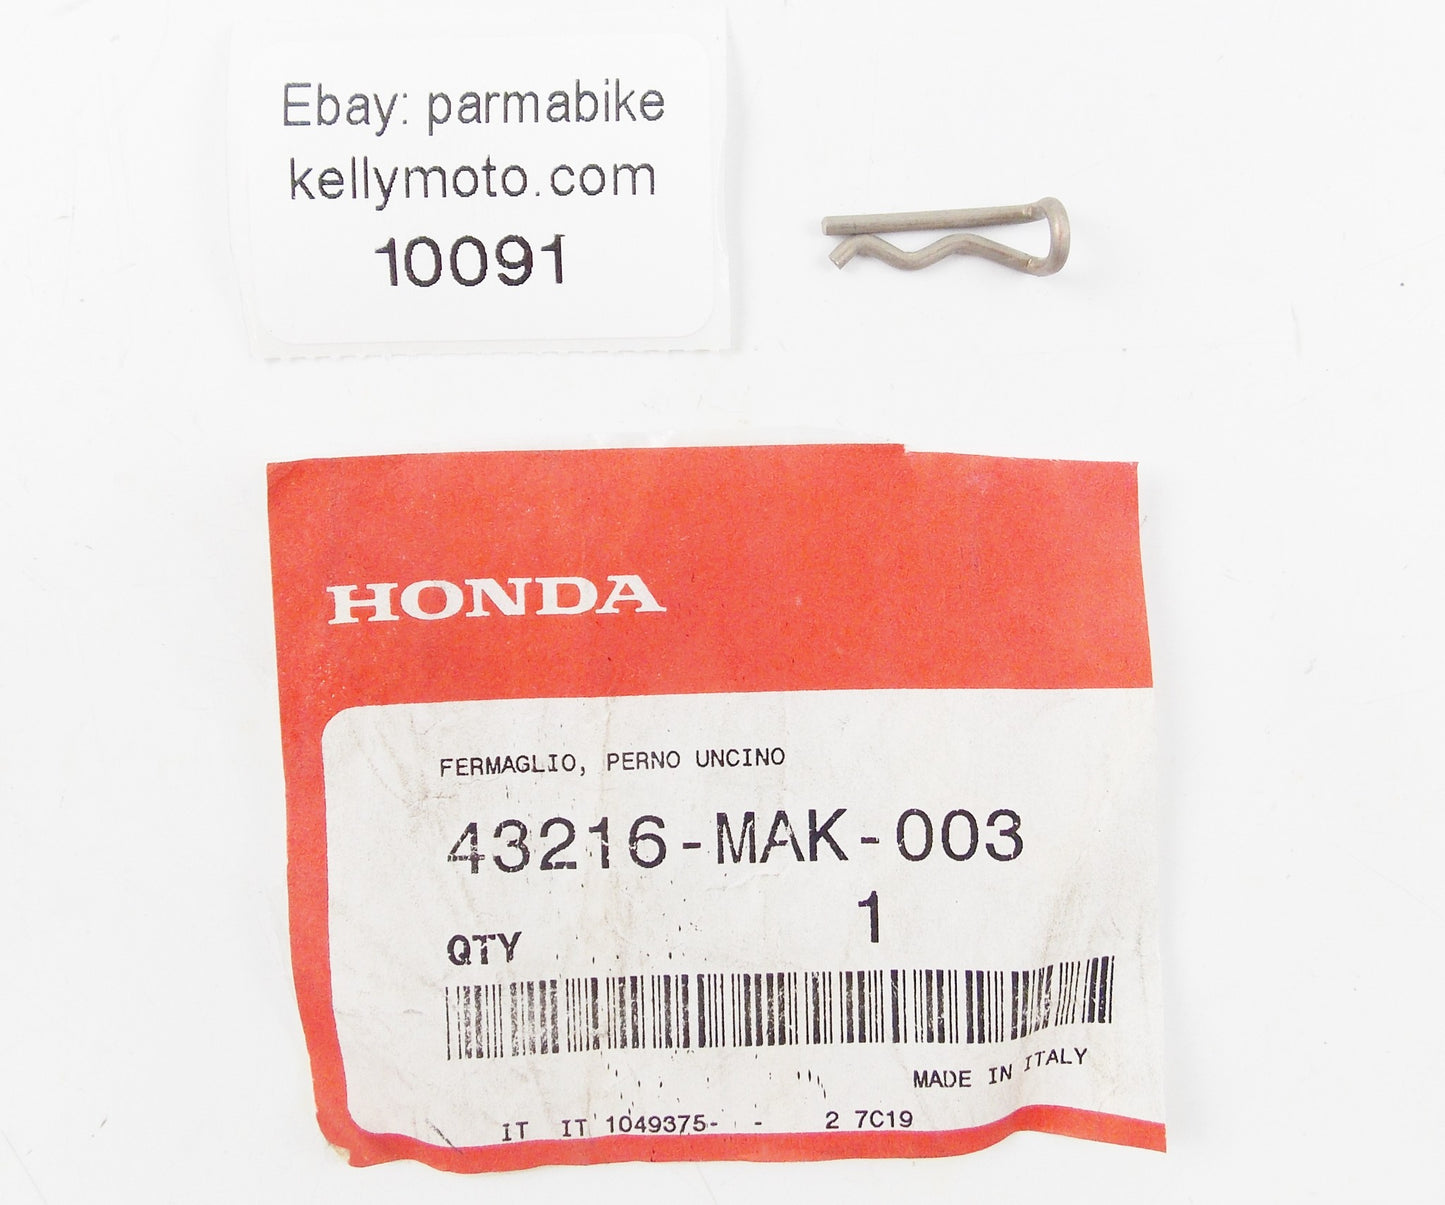 Ebay: parmabike
kellymoto.com
10091
HONDA
FERMAGLIO, PERNO UNCINO
43216-MAK-003
1
QTY
MADE IN ITALY
IT IT 1049375- - 2 7C19